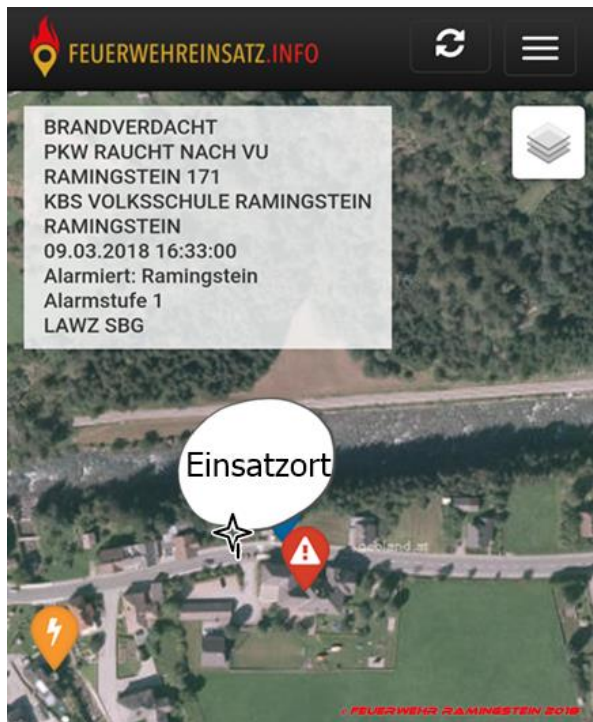 FEUERWEHREINSATZ.INFO
BRANDVERDACHT
PKW RAUCHT NACH VU
RAMINGSTEIN 171
KBS VOLKSSCHULE RAMINGSTEIN
RAMINGSTEIN
09.03.2018 16:33:00
Alarmiert: Ramingstein
Alarmstufe 1
LAWZ SBG
Einsatzort
© FEUERWEHR RAMINGSTEIN 2018